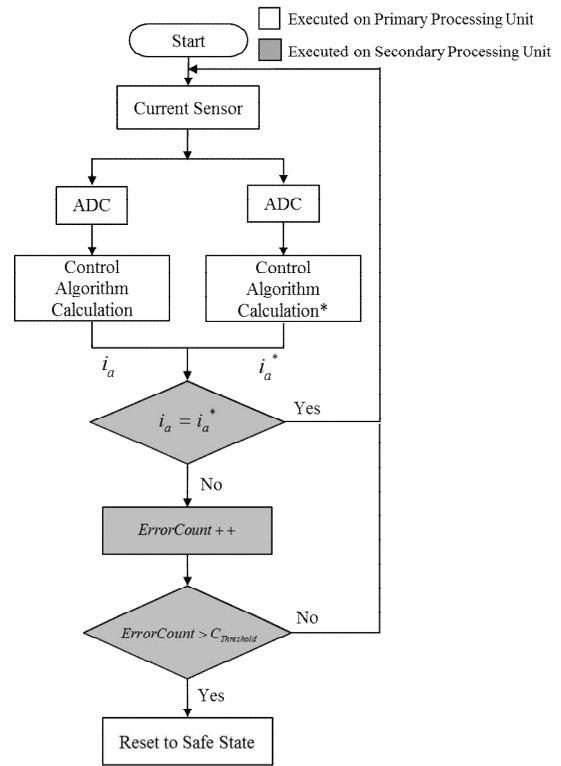 Executed on Primary Processing Unit
Start
Executed on Secondary Processing Unit
Current Sensor
ADC
ADC
Control
Algorithm
Calculation
Control
Algorithm
Calculation*
i_a
i_a*
i_a = i_a*
Yes
No
ErrorCount ++
ErrorCount > C_Threshold
No
Yes
Reset to Safe State